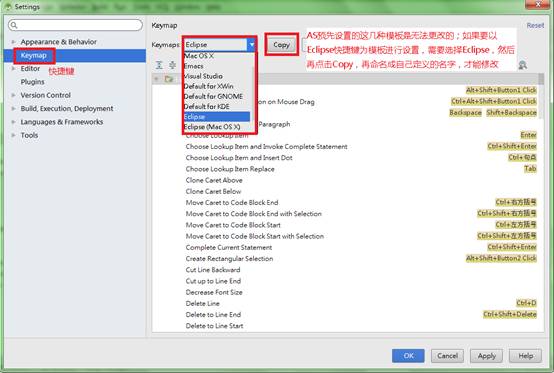 Settings
Keymap
Reset
Appearance & Behavior
Keymap
快捷键
Editor
Plugins
Version Control
Build, Execution, Deployment
Languages & Frameworks
Tools
Keymaps:
Eclipse
Copy
AS预先设置的这几种模板是无法更改的；如果要以
Eclipse快捷键为模板进行设置，需要选择Eclipse，然后
再点击Copy，再命名成自己定义的名字，才能修改
Mac OS X
Emacs
Visual Studio
Default for XWin
Default for GNOME
Default for KDE
Eclipse
Eclipse (Mac OS X)
Alt+Shift+Button1 Click
on on Mouse Drag
Ctrl+Alt+Shift+Button1 Click
Backspace
Shift+Backspace
Paragraph
Choose Lookup Item
Enter
Choose Lookup Item and Invoke Complete Statement
Ctrl+Shift+Enter
Choose Lookup Item and Insert Dot
Ctrl+句点
Choose Lookup Item Replace
Tab
Clone Caret Above
Clone Caret Below
Move Caret to Code Block End
Ctrl+右方括号
Move Caret to Code Block End with Selection
Ctrl+Shift+右方括号
Move Caret to Code Block Start
Ctrl+左方括号
Move Caret to Code Block Start with Selection
Ctrl+Shift+左方括号
Complete Current Statement
Ctrl+Shift+Enter
Create Rectangular Selection
Alt+Shift+Button2 Click
Cut Line Backward
Cut up to Line End
Decrease Font Size
Delete Line
Ctrl+D
Delete to Line End
Ctrl+Shift+Delete
Delete to Line Start
OK
Cancel
Apply
Help